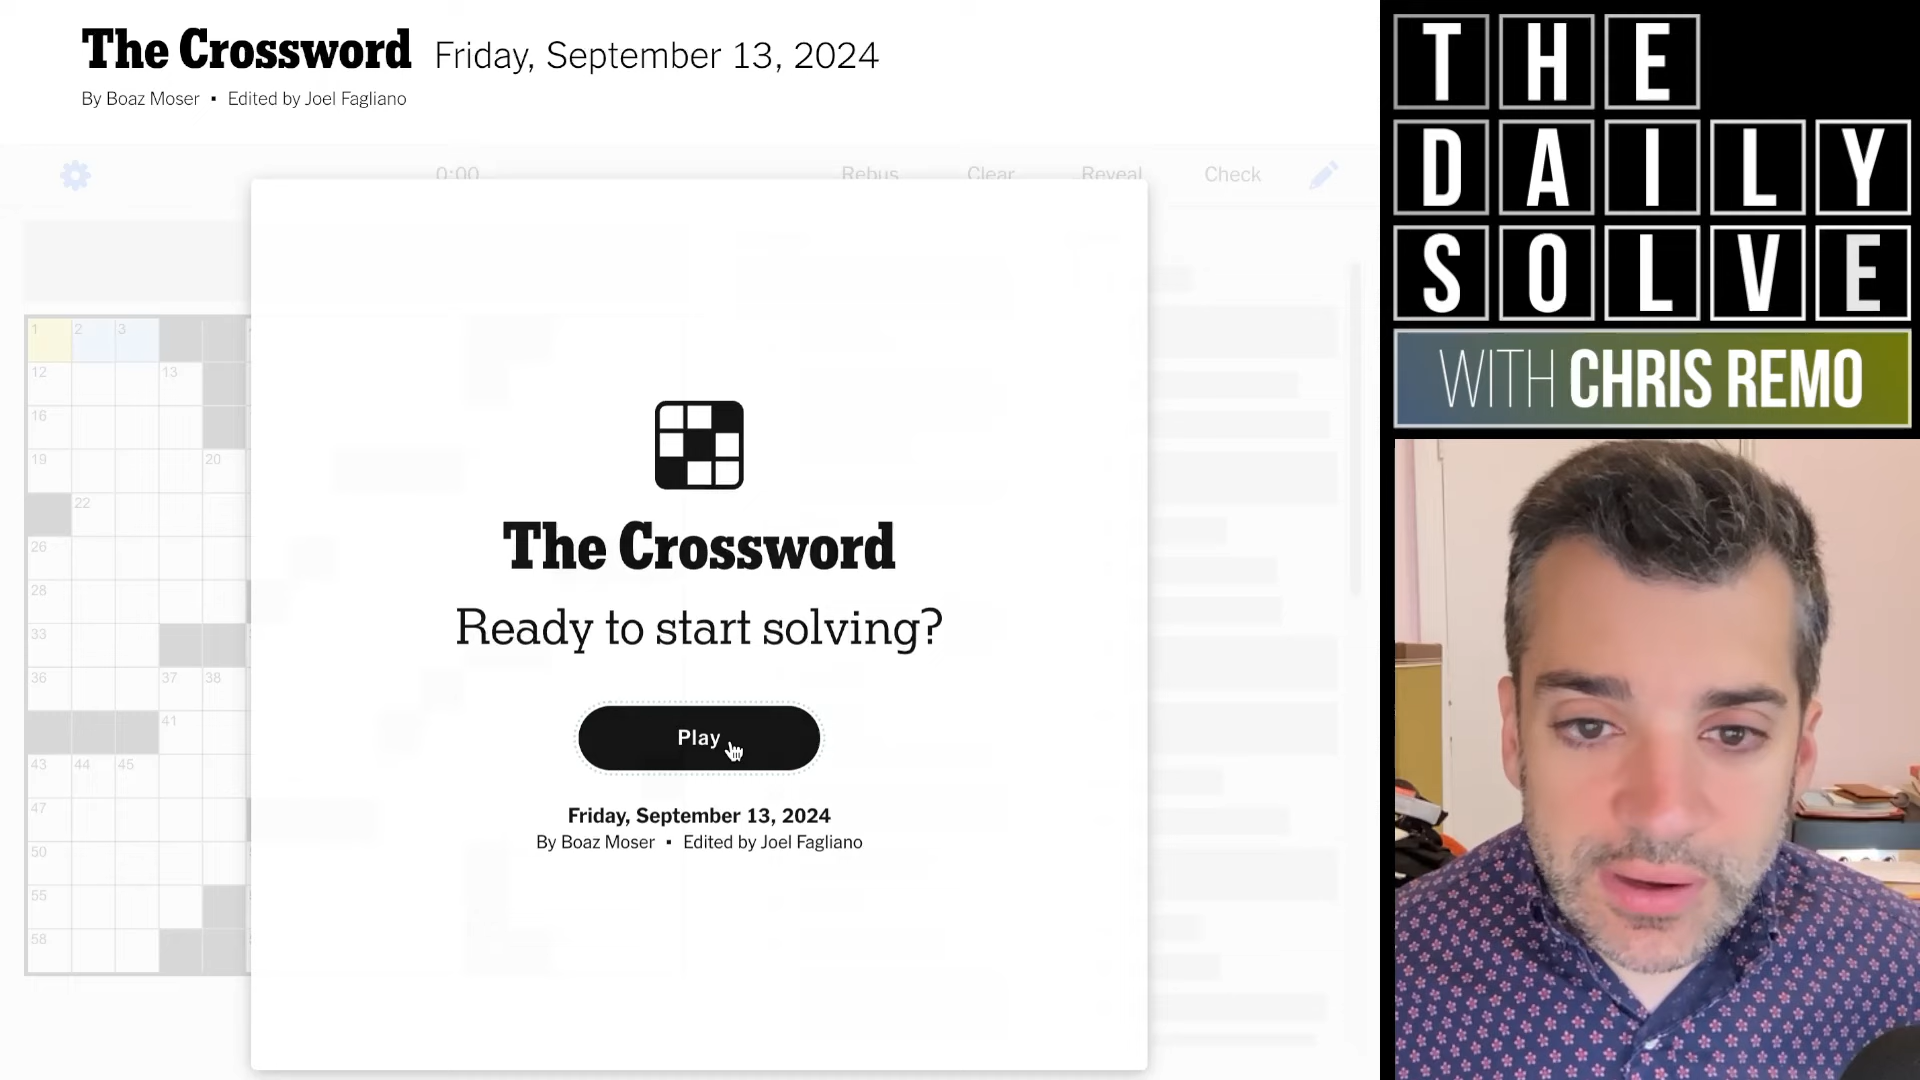 The Crossword Friday, September 13, 2024
By Boaz Moser ▪ Edited by Joel Fagliano
0:00 Rebus Clear Reveal Check
1 2 3
12 13
16
19 20
22
26
28
33
36 37 38
41
43 44 45
47
50
55
58
The Crossword
Ready to start solving?
Play
Friday, September 13, 2024
By Boaz Moser ▪ Edited by Joel Fagliano
THE
DAILY
SOLVE
WITH CHRIS REMO